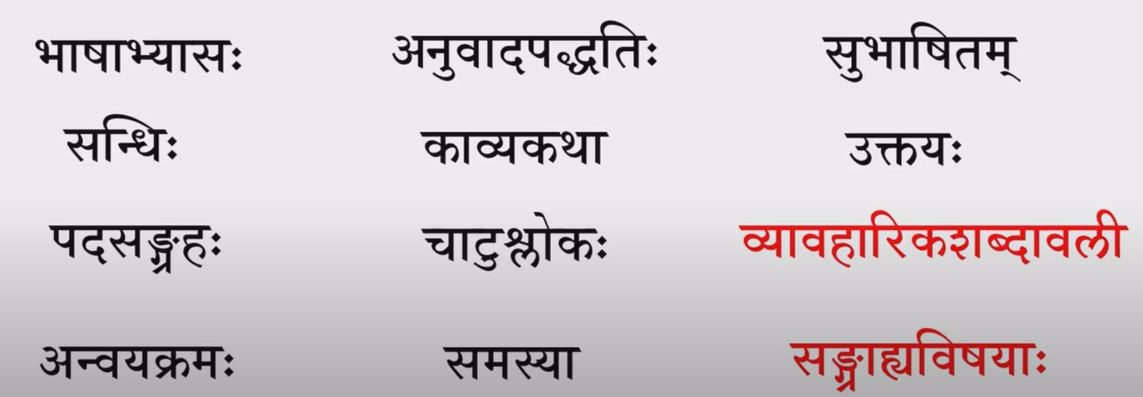 भाषाभ्यासः अनुवादपद्धतिः सुभाषितम्
सन्धिः काव्यकथा उक्तयः
पदसङ्ग्रहः चाटुश्लोकः व्यावहारिकशब्दावली
अन्वयक्रमः समस्या सङ्ग्राह्यविषयाः